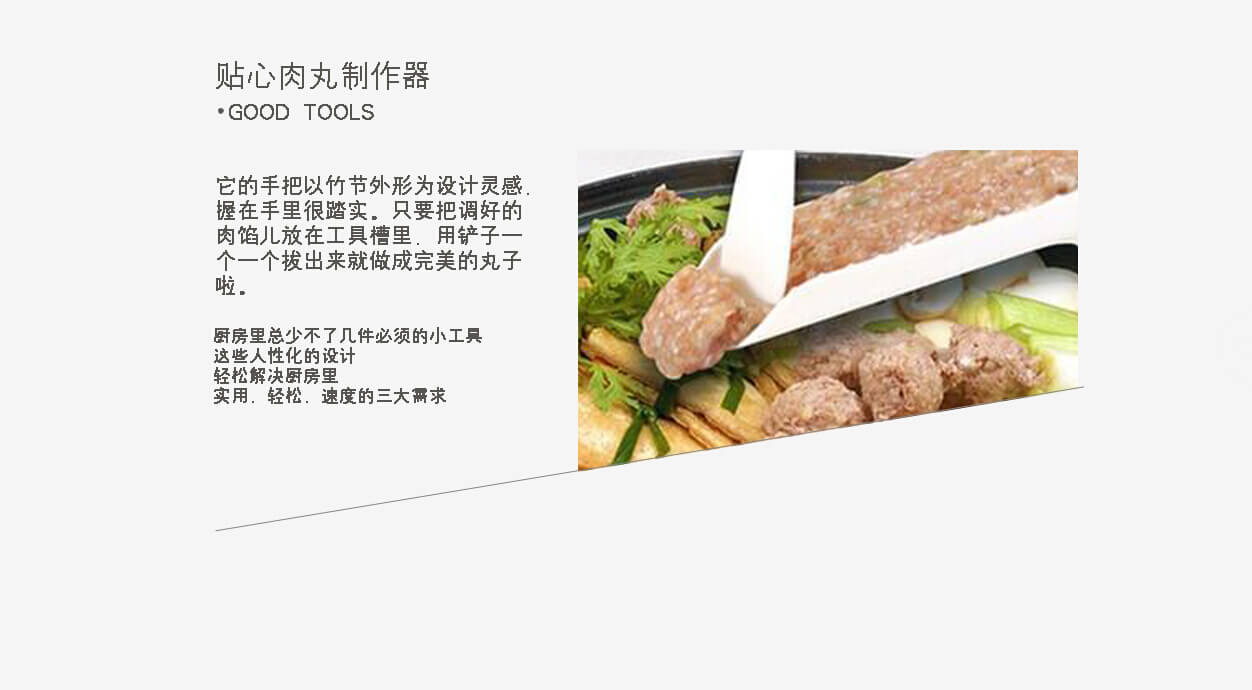 贴心肉丸制作器
•GOOD TOOLS
它的手把以竹节外形为设计灵感，
握在手里很踏实。只要把调好的
肉馅儿放在工具槽里，用铲子一
个一个拔出来就做成完美的丸子
啦。
厨房里总少不了几件必须的小工具
这些人性化的设计
轻松解决厨房里
实用、轻松、速度的三大需求